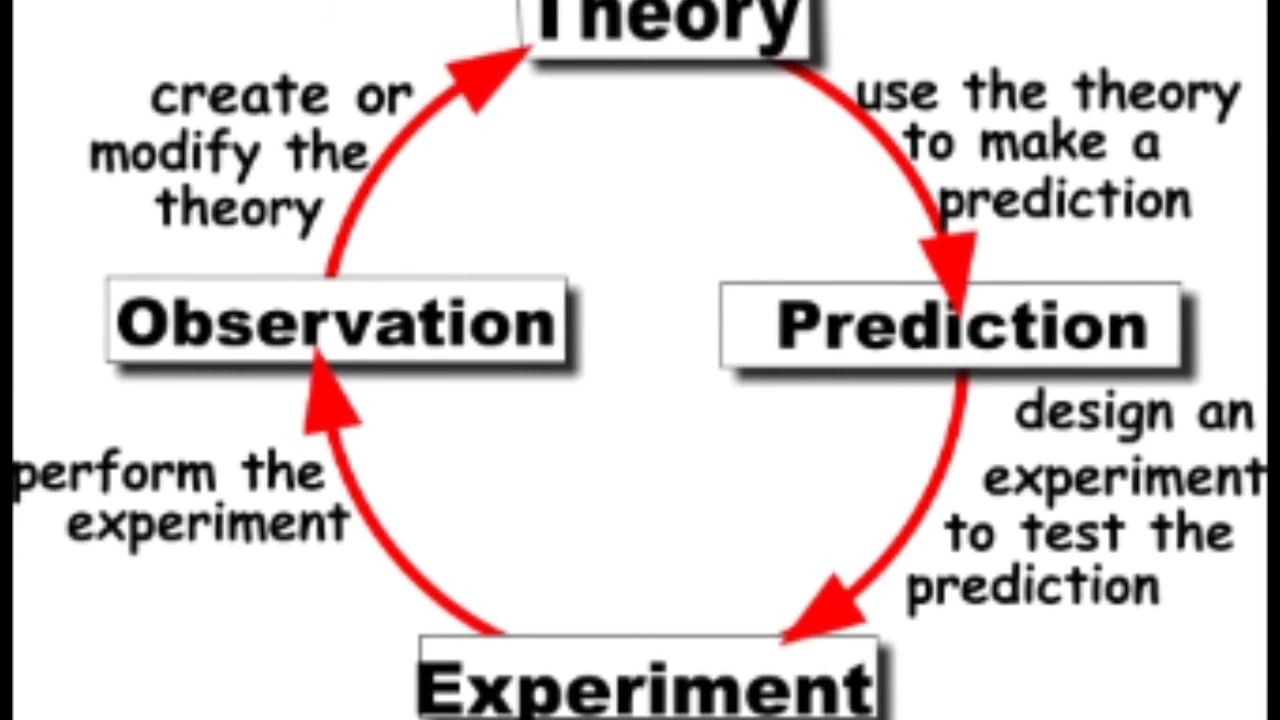 Theory
create or
modify the
theory
use the theory
to make a
prediction
Observation
Prediction
design an
experiment
to test the
prediction
perform the
experiment
Experiment